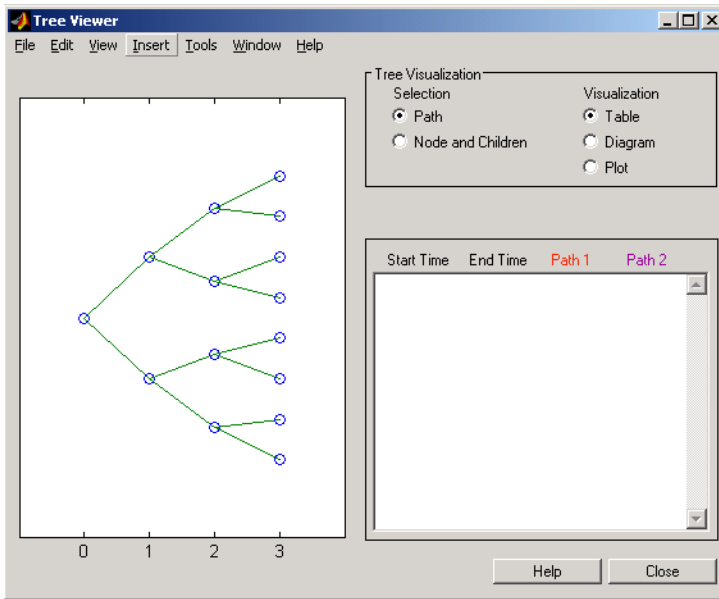 Tree Viewer
File Edit View Insert Tools Window Help
Tree Visualization
Selection Visualization
Path Table
Node and Children Diagram
Plot
Start Time End Time Path 1 Path 2
0 1 2 3
Help Close